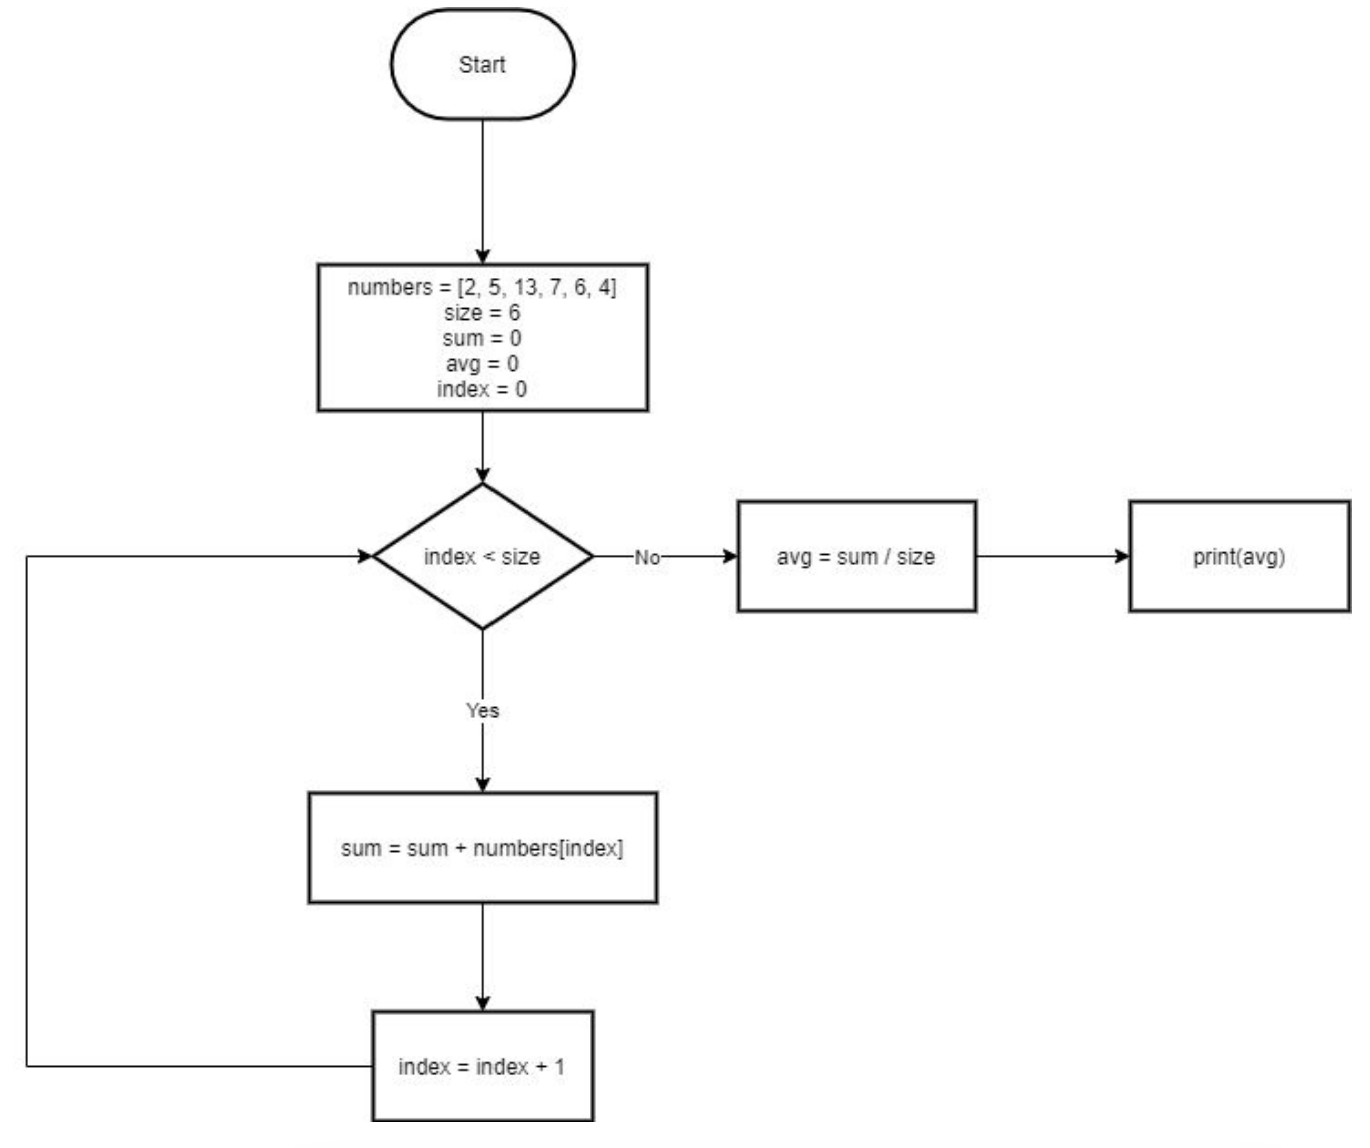 Start
numbers = [2, 5, 13, 7, 6, 4]
size = 6
sum = 0
avg = 0
index = 0
index < size
No
avg = sum / size
print(avg)
Yes
sum = sum + numbers[index]
index = index + 1